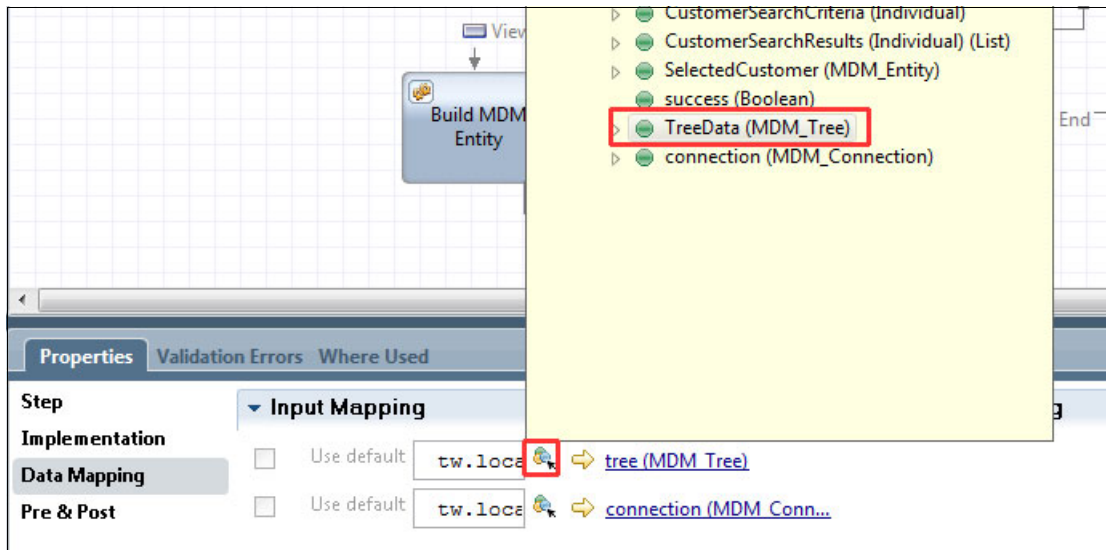 CustomerSearchCriteria (Individual)
View
CustomerSearchResults (Individual) (List)
SelectedCustomer (MDM_Entity)
success (Boolean)
Build MDM
Entity
TreeData (MDM_Tree)
End
connection (MDM_Connection)
Properties
Validation Errors
Where Used
Step
Input Mapping
Implementation
Use default
tw.loca
tree (MDM_Tree)
Data Mapping
Use default
tw.loca
connection (MDM_Conn...
Pre & Post